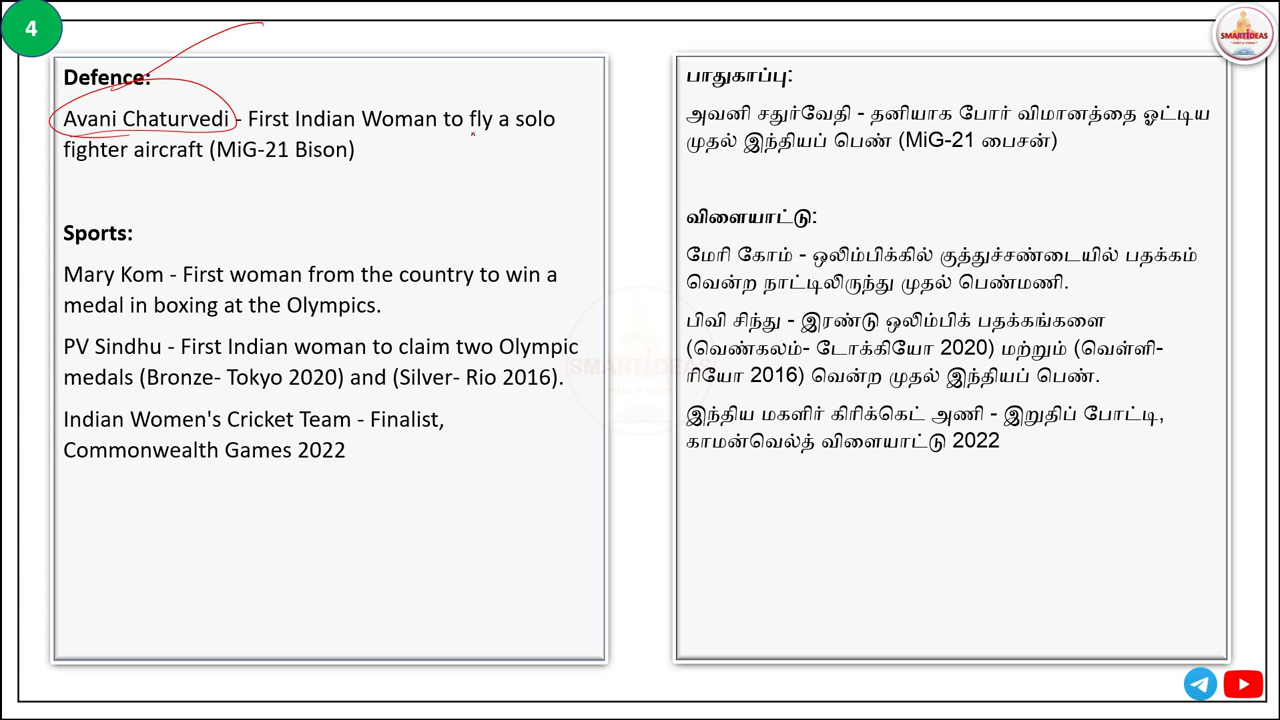 4
SMARTIDEAS
Defence:
Avani Chaturvedi - First Indian Woman to fly a solo
fighter aircraft (MiG-21 Bison)
Sports:
Mary Kom - First woman from the country to win a
medal in boxing at the Olympics.
PV Sindhu - First Indian woman to claim two Olympic
medals (Bronze- Tokyo 2020) and (Silver- Rio 2016).
Indian Women's Cricket Team - Finalist,
Commonwealth Games 2022
பாதுகாப்பு:
அவனி சதுர்வேதி - தனியாக போர் விமானத்தை ஓட்டிய
முதல் இந்தியப் பெண் (MiG-21 பைசன்)
விளையாட்டு:
மேரி கோம் - ஒலிம்பிக்கில் குத்துச்சண்டையில் பதக்கம்
வென்ற நாட்டிலிருந்து முதல் பெண்மணி.
பிவி சிந்து - இரண்டு ஒலிம்பிக் பதக்கங்களை
(வெண்கலம்- டோக்கியோ 2020) மற்றும் (வெள்ளி-
ரியோ 2016) வென்ற முதல் இந்தியப் பெண்.
இந்திய மகளிர் கிரிக்கெட் அணி - இறுதிப் போட்டி,
காமன்வெல்த் விளையாட்டு 2022
SMARTIDEAS